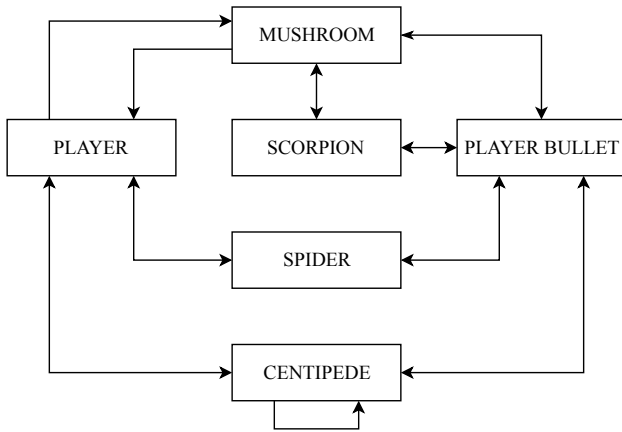 MUSHROOM
PLAYER
SCORPION
PLAYER BULLET
SPIDER
CENTIPEDE